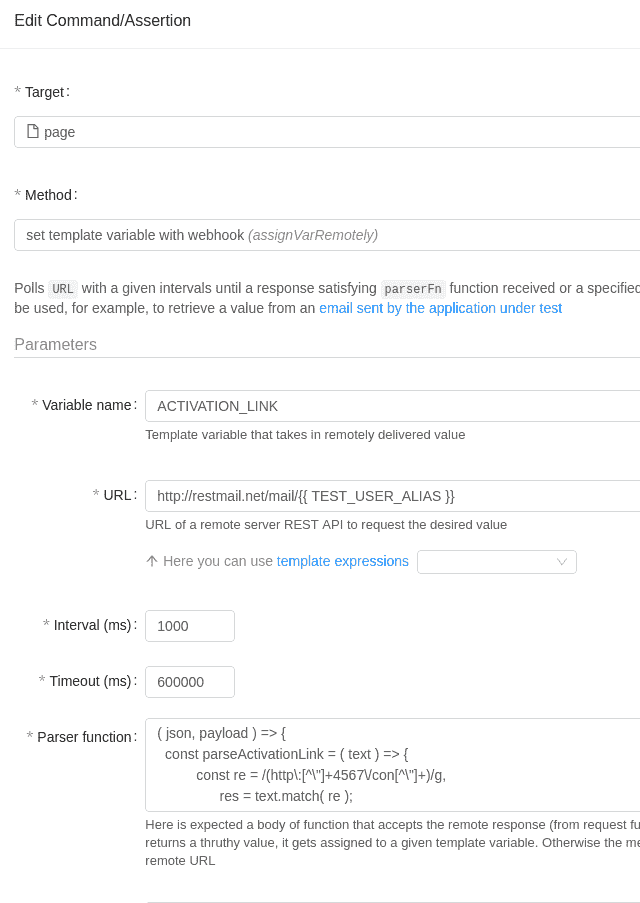 Edit Command/Assertion
* Target:
page
* Method:
set template variable with webhook (assignVarRemotely)
Polls URL with a given intervals until a response satisfying parserFn function received or a specified
be used, for example, to retrieve a value from an email sent by the application under test
Parameters
* Variable name: ACTIVATION_LINK
Template variable that takes in remotely delivered value
* URL: http://restmail.net/mail/{{ TEST_USER_ALIAS }}
URL of a remote server REST API to request the desired value
Here you can use template expressions
* Interval (ms): 1000
* Timeout (ms): 600000
* Parser function: ( json, payload ) => {
const parseActivationLink = ( text ) => {
const re = /(http\:[^\"]+4567\/con[^\"]+)/g,
res = text.match( re );
Here is expected a body of function that accepts the remote response (from request fu
returns a thruthy value, it gets assigned to a given template variable. Otherwise the me
remote URL